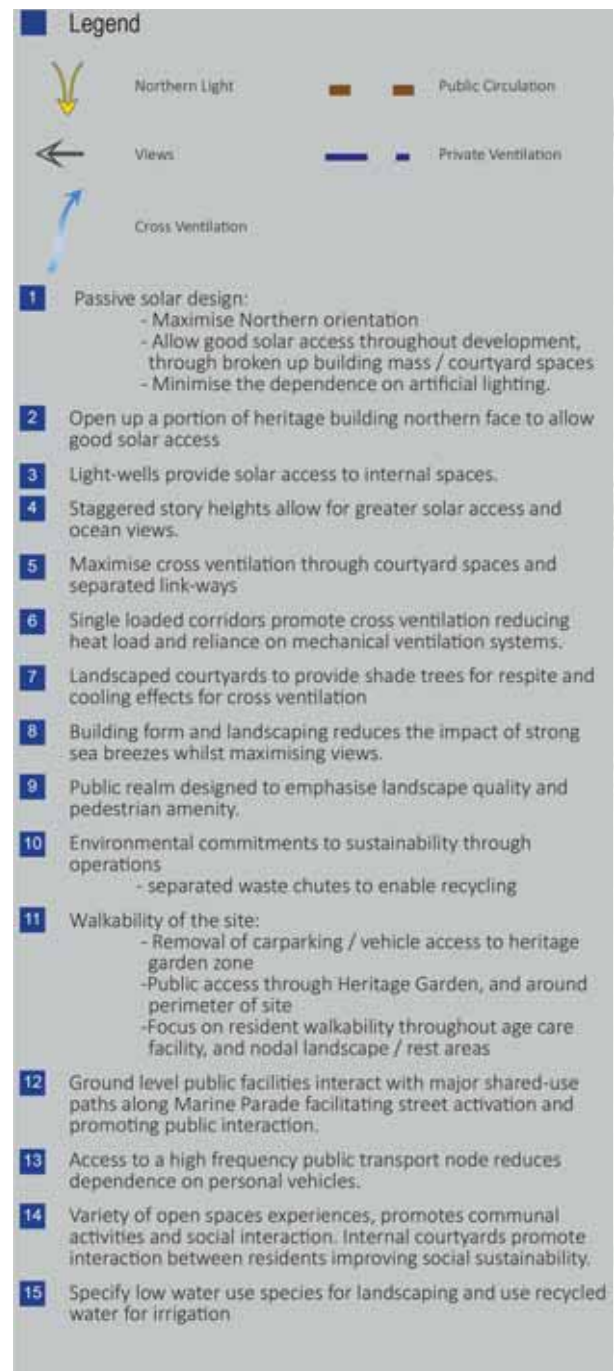 Legend
Northern Light
Public Circulation
Views
Private Ventilation
Cross Ventilation
1 Passive solar design:
- Maximise Northern orientation
- Allow good solar access throughout development,
through broken up building mass / courtyard spaces
- Minimise the dependence on artificial lighting.
2 Open up a portion of heritage building northern face to allow
good solar access
3 Light-wells provide solar access to internal spaces.
4 Staggered story heights allow for greater solar access and
ocean views.
5 Maximise cross ventilation through courtyard spaces and
separated link-ways
6 Single loaded corridors promote cross ventilation reducing
heat load and reliance on mechanical ventilation systems.
7 Landscaped courtyards to provide shade trees for respite and
cooling effects for cross ventilation
8 Building form and landscaping reduces the impact of strong
sea breezes whilst maximising views.
9 Public realm designed to emphasise landscape quality and
pedestrian amenity.
10 Environmental commitments to sustainability through
operations
- separated waste chutes to enable recycling
11 Walkability of the site:
- Removal of carparking / vehicle access to heritage
garden zone
-Public access through Heritage Garden, and around
perimeter of site
-Focus on resident walkability throughout age care
facility, and nodal landscape / rest areas
12 Ground level public facilities interact with major shared-use
paths along Marine Parade facilitating street activation and
promoting public interaction.
13 Access to a high frequency public transport node reduces
dependence on personal vehicles.
14 Variety of open spaces experiences, promotes communal
activities and social interaction. Internal courtyards promote
interaction between residents improving social sustainability.
15 Specify low water use species for landscaping and use recycled
water for irrigation